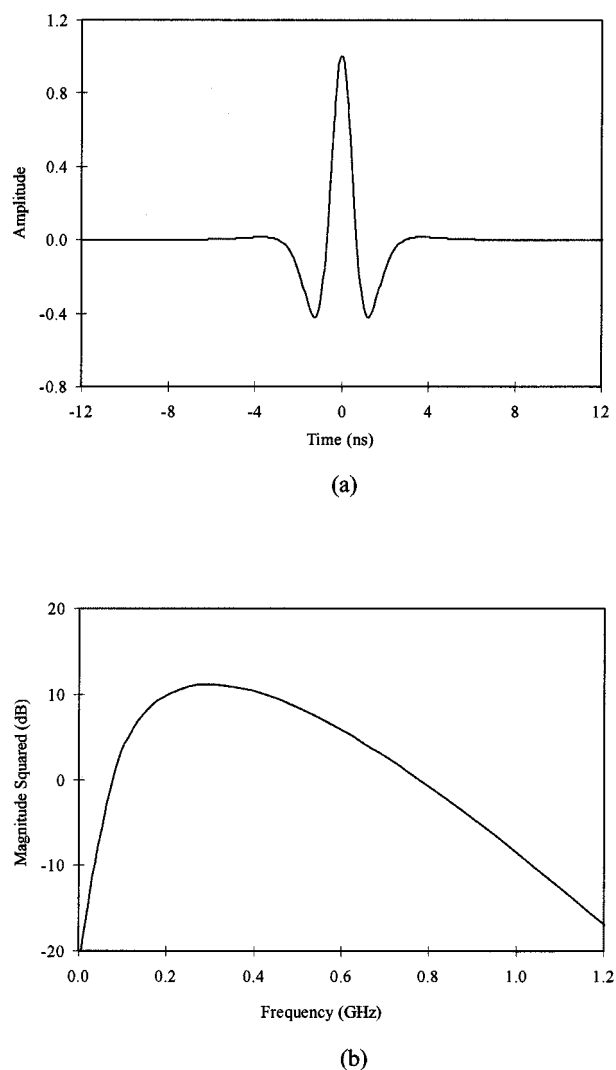 1.2
0.8
0.4
0.0
-0.4
-0.8
Amplitude
-12 -8 -4 0 4 8 12
Time (ns)
(a)
20
10
0
-10
-20
Magnitude Squared (dB)
0.0 0.2 0.4 0.6 0.8 1.0 1.2
Frequency (GHz)
(b)